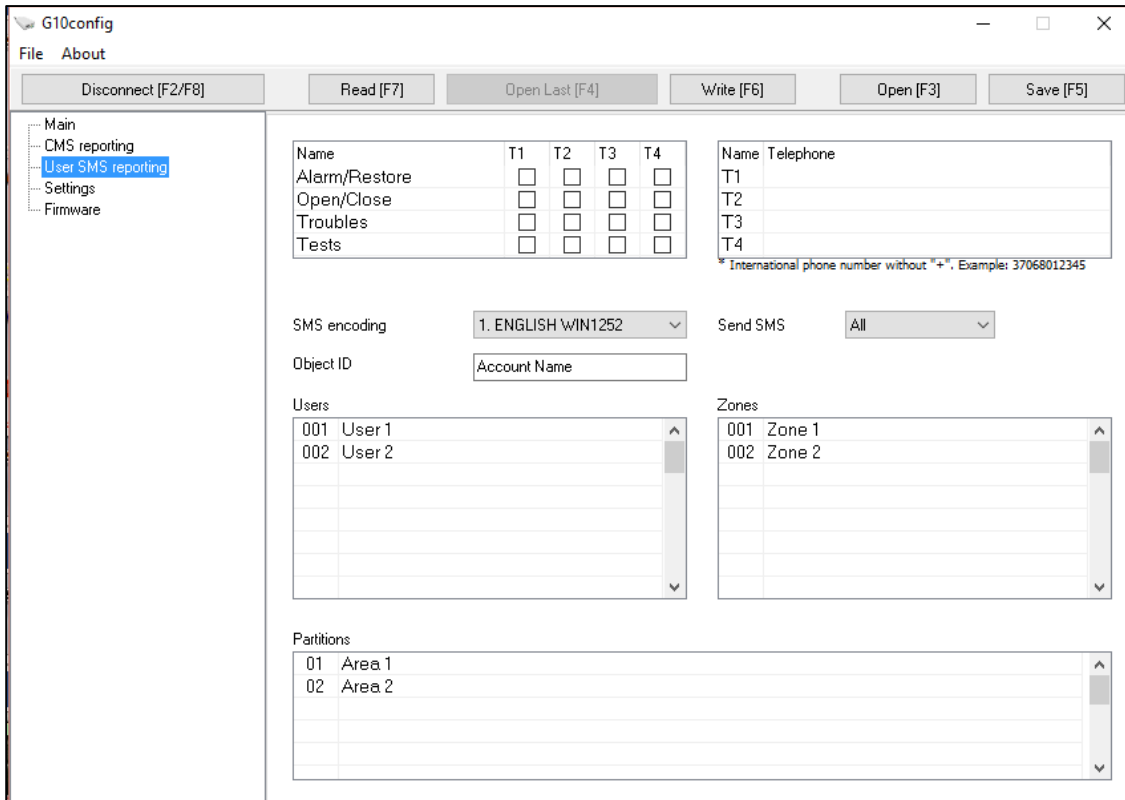 G10config
File About
Disconnect [F2/F8] Read [F7] Open Last [F4] Write [F6] Open [F3] Save [F5]
Main
CMS reporting
User SMS reporting
Settings
Firmware
Name T1 T2 T3 T4
Alarm/Restore
Open/Close
Troubles
Tests
Name Telephone
T1
T2
T3
T4
* International phone number without "+". Example: 37068012345
SMS encoding 1. ENGLISH WIN1252 Send SMS All
Object ID Account Name
Users
001 User 1
002 User 2
Zones
001 Zone 1
002 Zone 2
Partitions
01 Area 1
02 Area 2